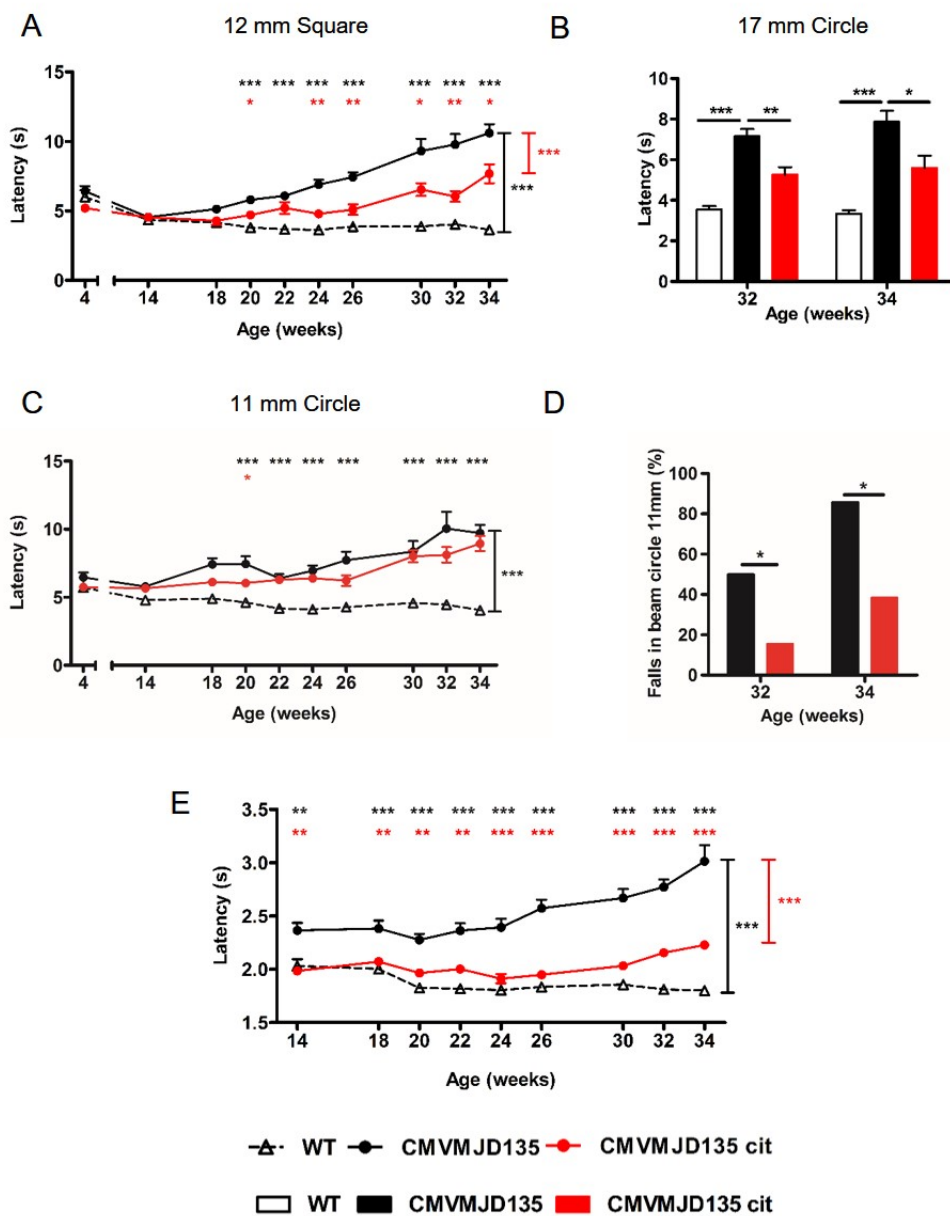 A
12 mm Square
Latency (s)
15
10
5
0
*** *** *** *** *** *** ***
* ** ** * ** *
***
***
4 14 18 20 22 24 26 30 32 34
Age (weeks)
B
17 mm Circle
Latency (s)
10
8
6
4
2
0
*** ** *** *
32 34
Age (weeks)
C
11 mm Circle
Latency (s)
15
10
5
0
*** *** *** *** *** *** ***
*
***
4 14 18 20 22 24 26 30 32 34
Age (weeks)
D
Falls in beam circle 11mm (%)
100
80
60
40
20
0
* *
32 34
Age (weeks)
E
Latency (s)
3.5
3.0
2.5
2.0
1.5
** *** *** *** *** *** *** *** ***
** ** ** ** *** *** *** *** ***
***
***
14 18 20 22 24 26 30 32 34
Age (weeks)
WT CMVMJD135 CMVMJD135 cit
WT CMVMJD135 CMVMJD135 cit